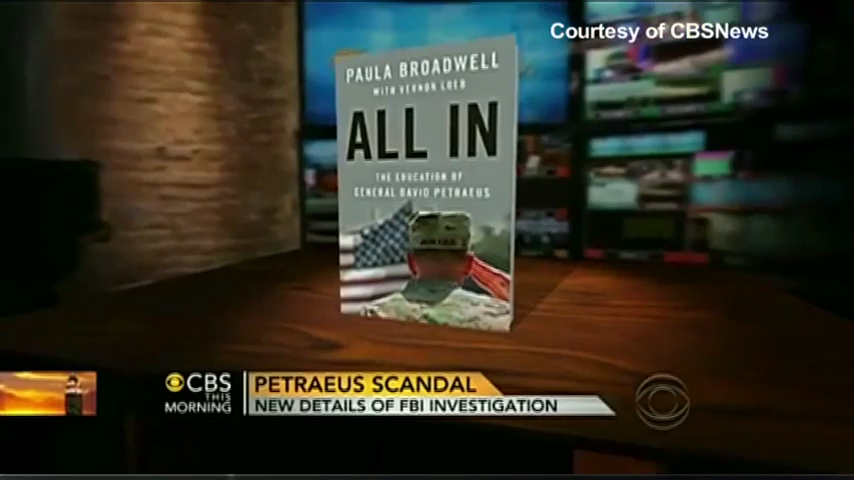 Courtesy of CBSNews
PAULA BROADWELL
WITH VERNON LOEB
ALL IN
THE EDUCATION OF
GENERAL DAVID PETRAEUS
CBS
THIS
MORNING
PETRAEUS SCANDAL
NEW DETAILS OF FBI INVESTIGATION